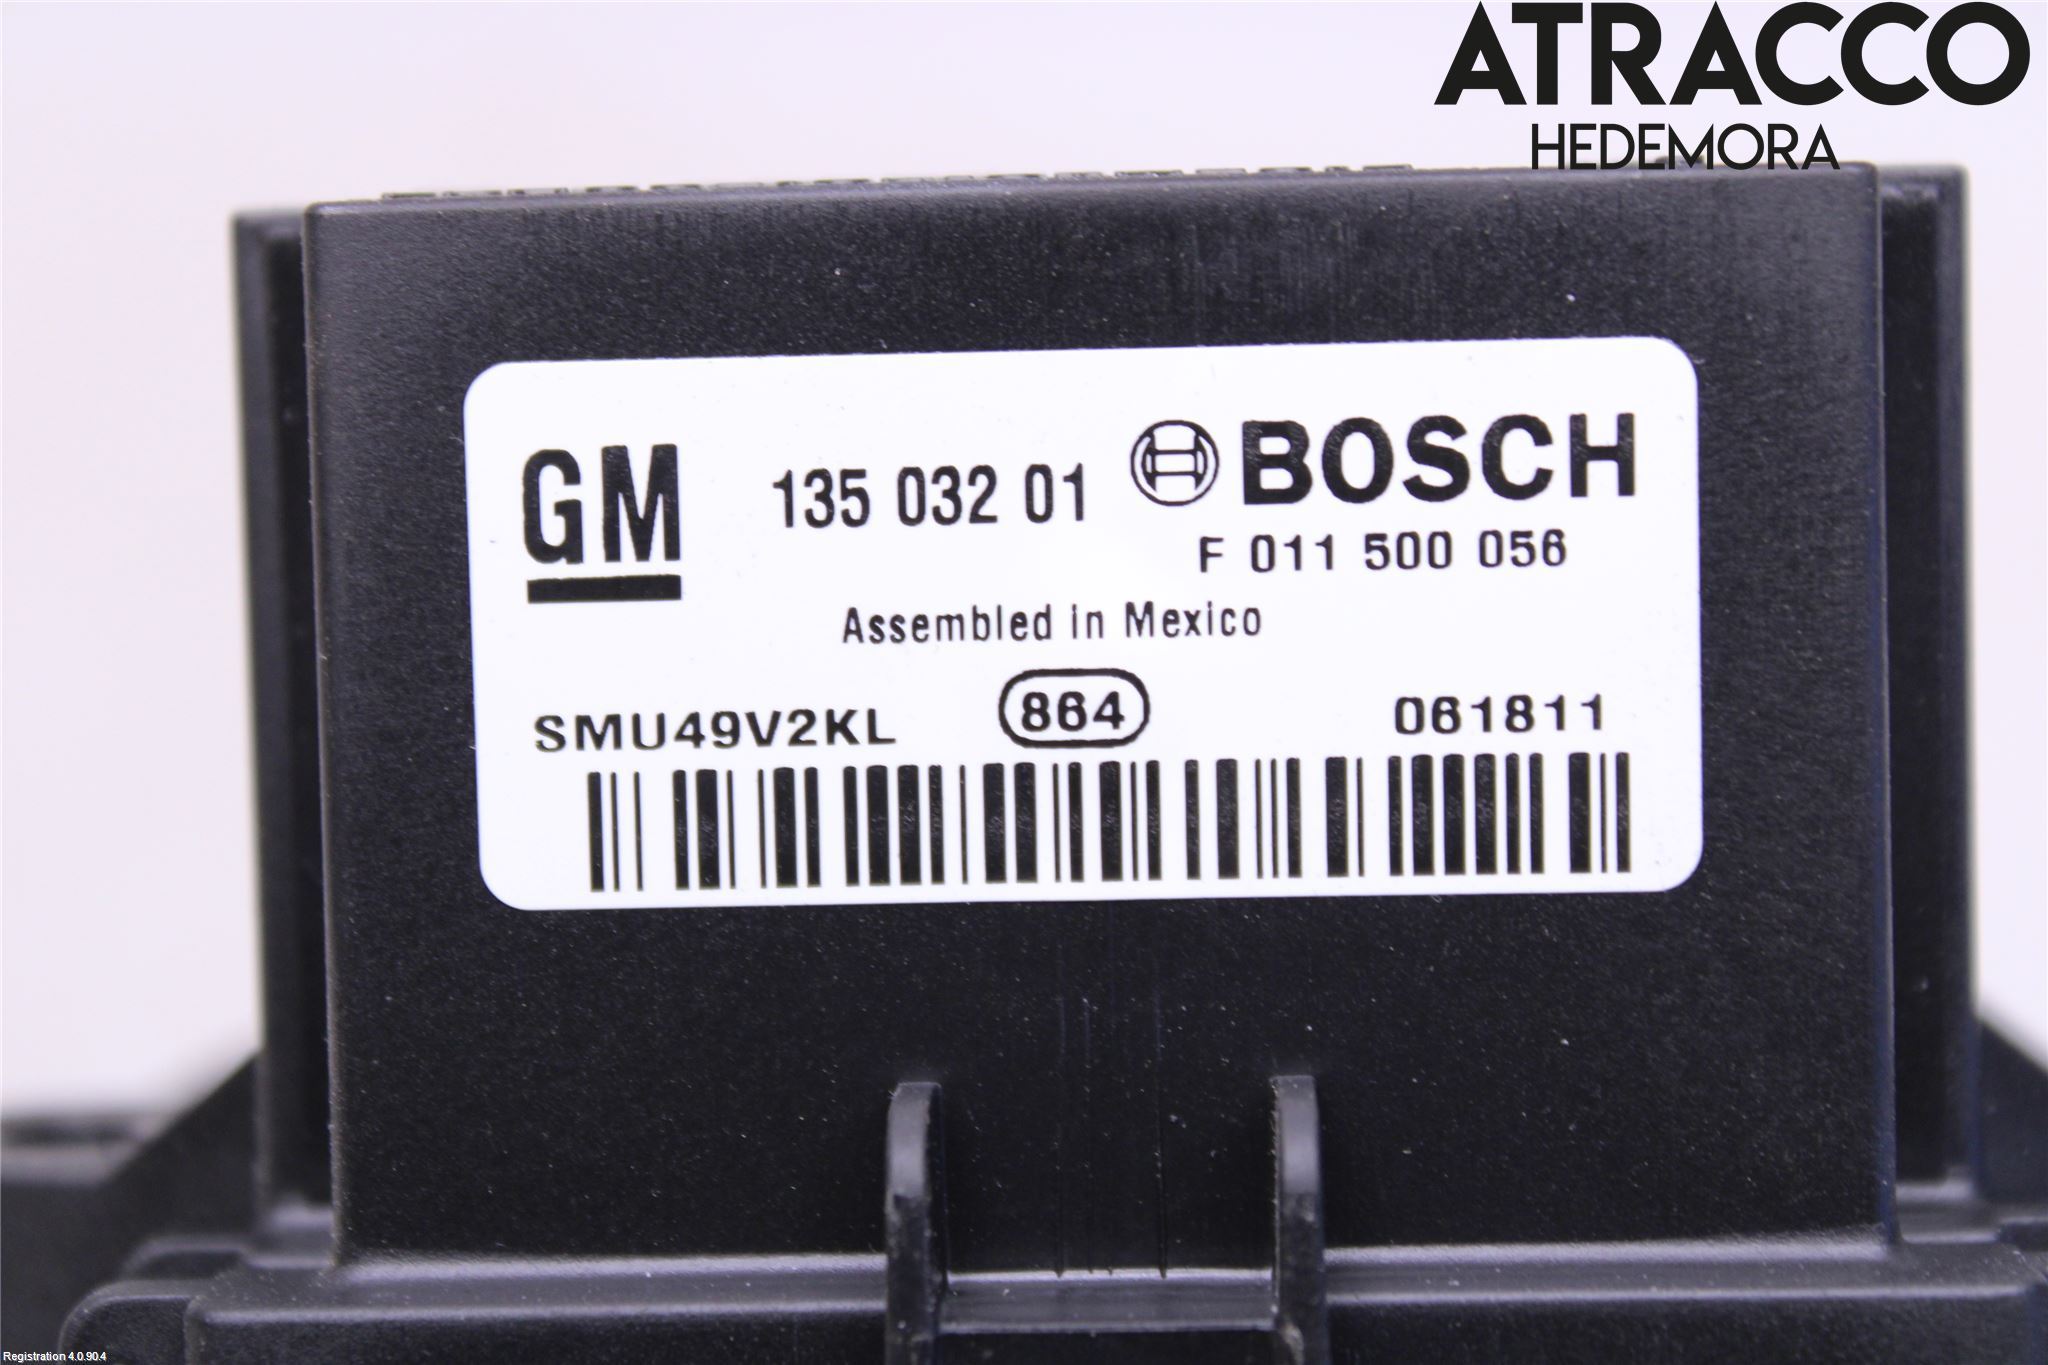 ATRACCO
HEDEMORA
GM 135 032 01 BOSCH
F 011 500 056
Assembled in Mexico
SMU49V2KL 864 061811
Registration 4.0.90.4